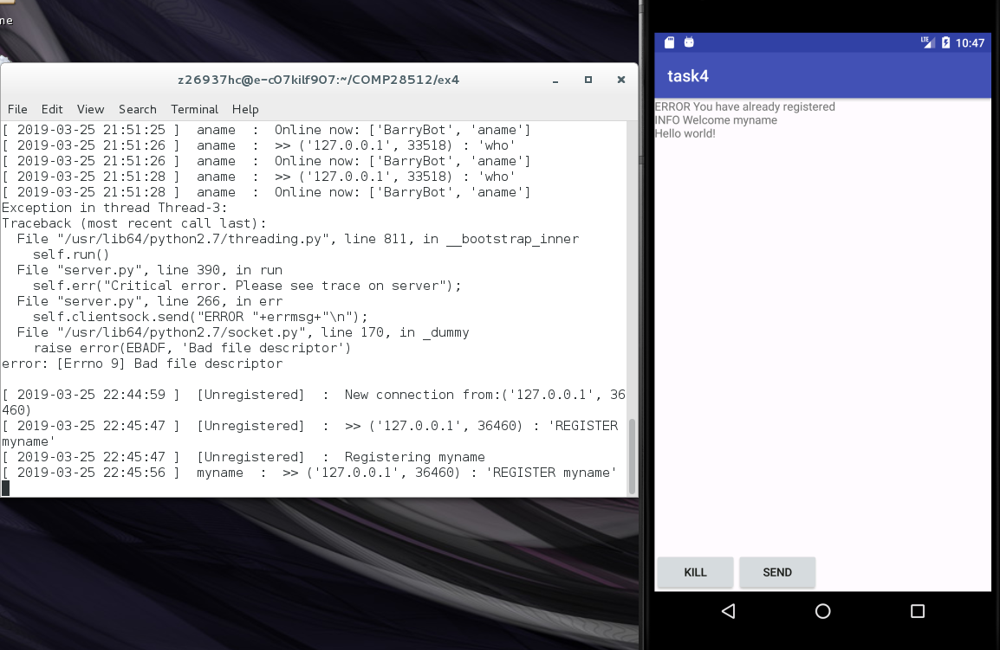 me
z26937hc@e-c07kilf907:~/COMP28512/ex4
File Edit View Search Terminal Help
[ 2019-03-25 21:51:25 ]  aname  :  Online now: ['BarryBot', 'aname']
[ 2019-03-25 21:51:26 ]  aname  :  >> ('127.0.0.1', 33518) : 'who'
[ 2019-03-25 21:51:26 ]  aname  :  Online now: ['BarryBot', 'aname']
[ 2019-03-25 21:51:28 ]  aname  :  >> ('127.0.0.1', 33518) : 'who'
[ 2019-03-25 21:51:28 ]  aname  :  Online now: ['BarryBot', 'aname']
Exception in thread Thread-3:
Traceback (most recent call last):
  File "/usr/lib64/python2.7/threading.py", line 811, in __bootstrap_inner
    self.run()
  File "server.py", line 390, in run
    self.err("Critical error. Please see trace on server");
  File "server.py", line 266, in err
    self.clientsock.send("ERROR "+errmsg+"\n");
  File "/usr/lib64/python2.7/socket.py", line 170, in _dummy
    raise error(EBADF, 'Bad file descriptor')
error: [Errno 9] Bad file descriptor
[ 2019-03-25 22:44:59 ]  [Unregistered]  :  New connection from:('127.0.0.1', 36
460)
[ 2019-03-25 22:45:47 ]  [Unregistered]  :  >> ('127.0.0.1', 36460) : 'REGISTER
myname'
[ 2019-03-25 22:45:47 ]  [Unregistered]  :  Registering myname
[ 2019-03-25 22:45:56 ]  myname  :  >> ('127.0.0.1', 36460) : 'REGISTER myname'
LTE 10:47
task4
ERROR You have already registered
INFO Welcome myname
Hello world!
KILL SEND